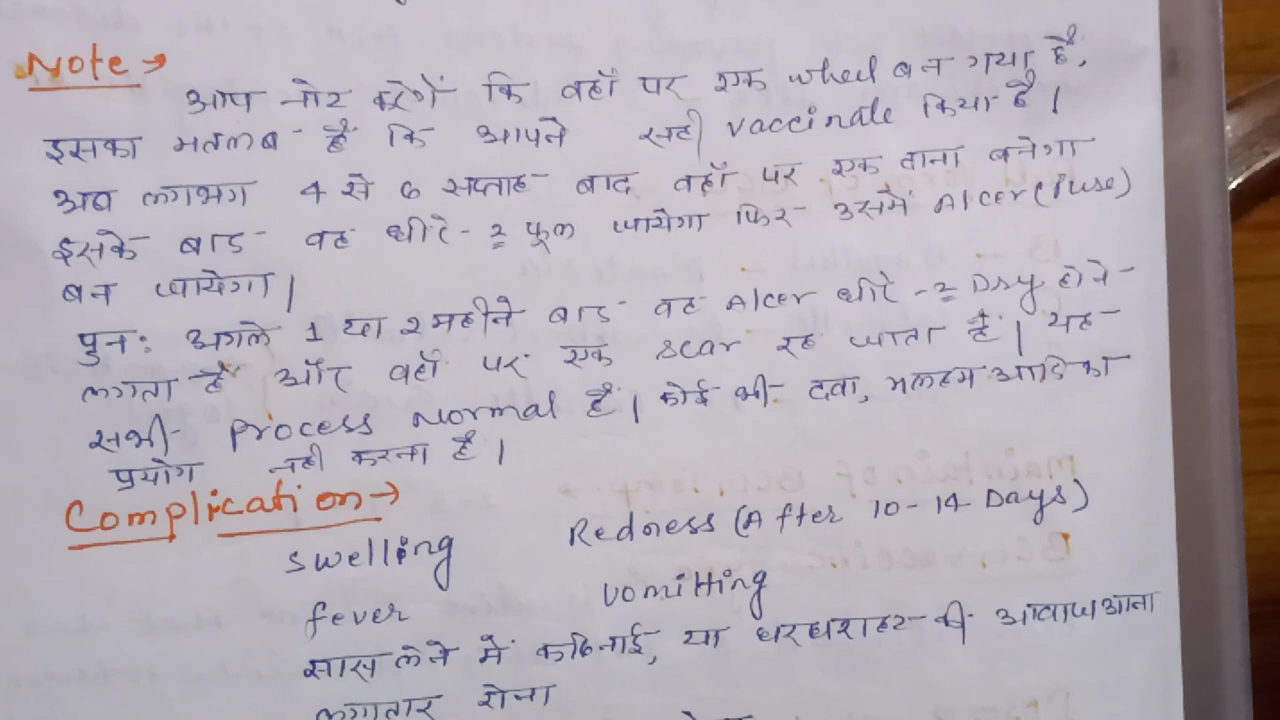 Note →
आप नोट करेगें कि वहाँ पर एक wheel बन गया है,
इसका मतलब है कि आपने सही vaccinate किया है।
अब लगभग 4 से 6 सप्ताह बाद वहाँ पर एक दाना बनेगा
इसके बाद वह धीरे-2 फूल जायेगा फिर उसमें Alcer (Puse)
बन जायेगा।
पुनः अगले 1 या 2 महीने बाद वह Alcer धीरे-2 Dry होने
लगता है और वहाँ पर एक scar रह जाता है। यह
सभी process Normal है। कोई भी दवा, मलहम आदि का
प्रयोग नही करना है।
Complication →
swelling Redness (After 10-14 Days)
fever vomitting
सास लेने में कठिनाई, या घरघराहट की आवाज आना
लगातार रोना